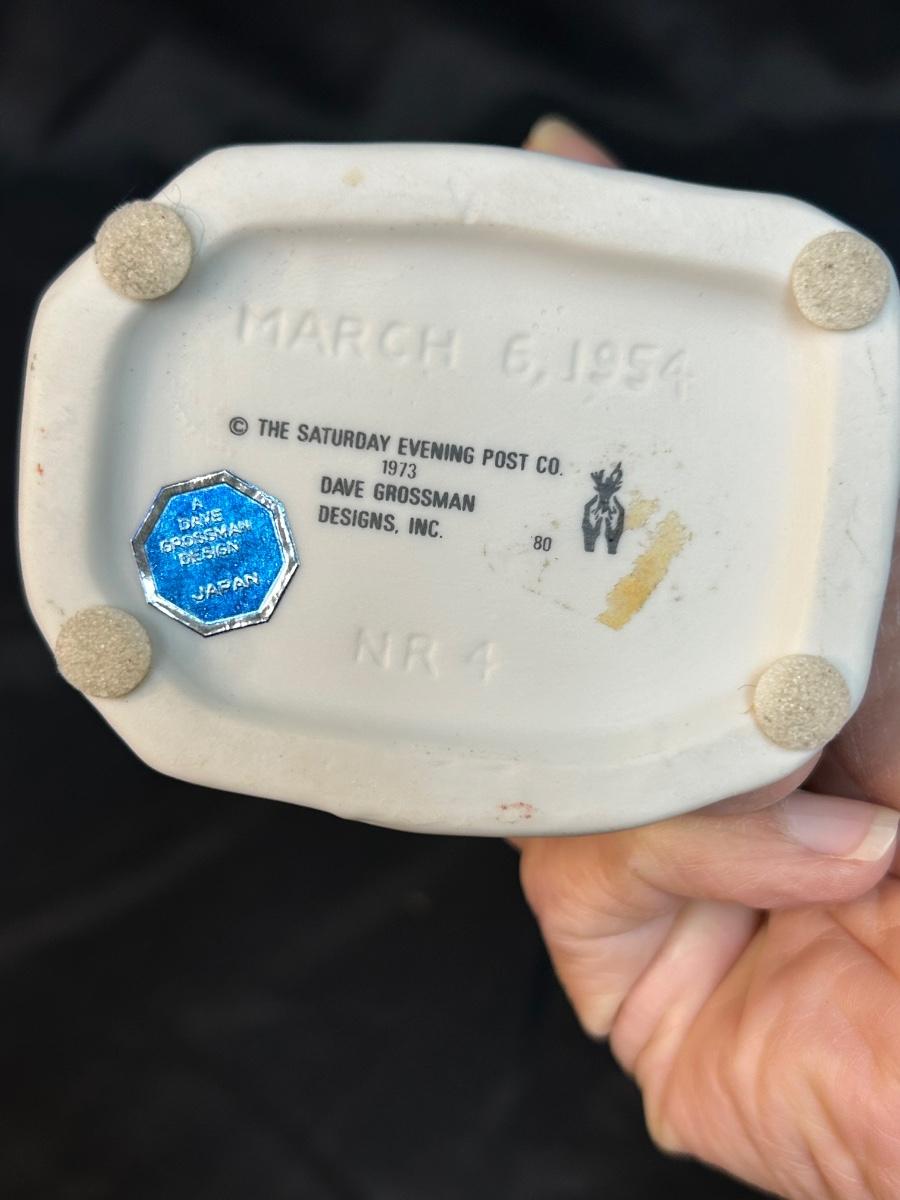 MARCH 6, 1954
© THE SATURDAY EVENING POST CO.
1973
DAVE GROSSMAN
DESIGNS, INC.
80
A
DAVE
GROSSMAN
DESIGN
JAPAN
NR 4